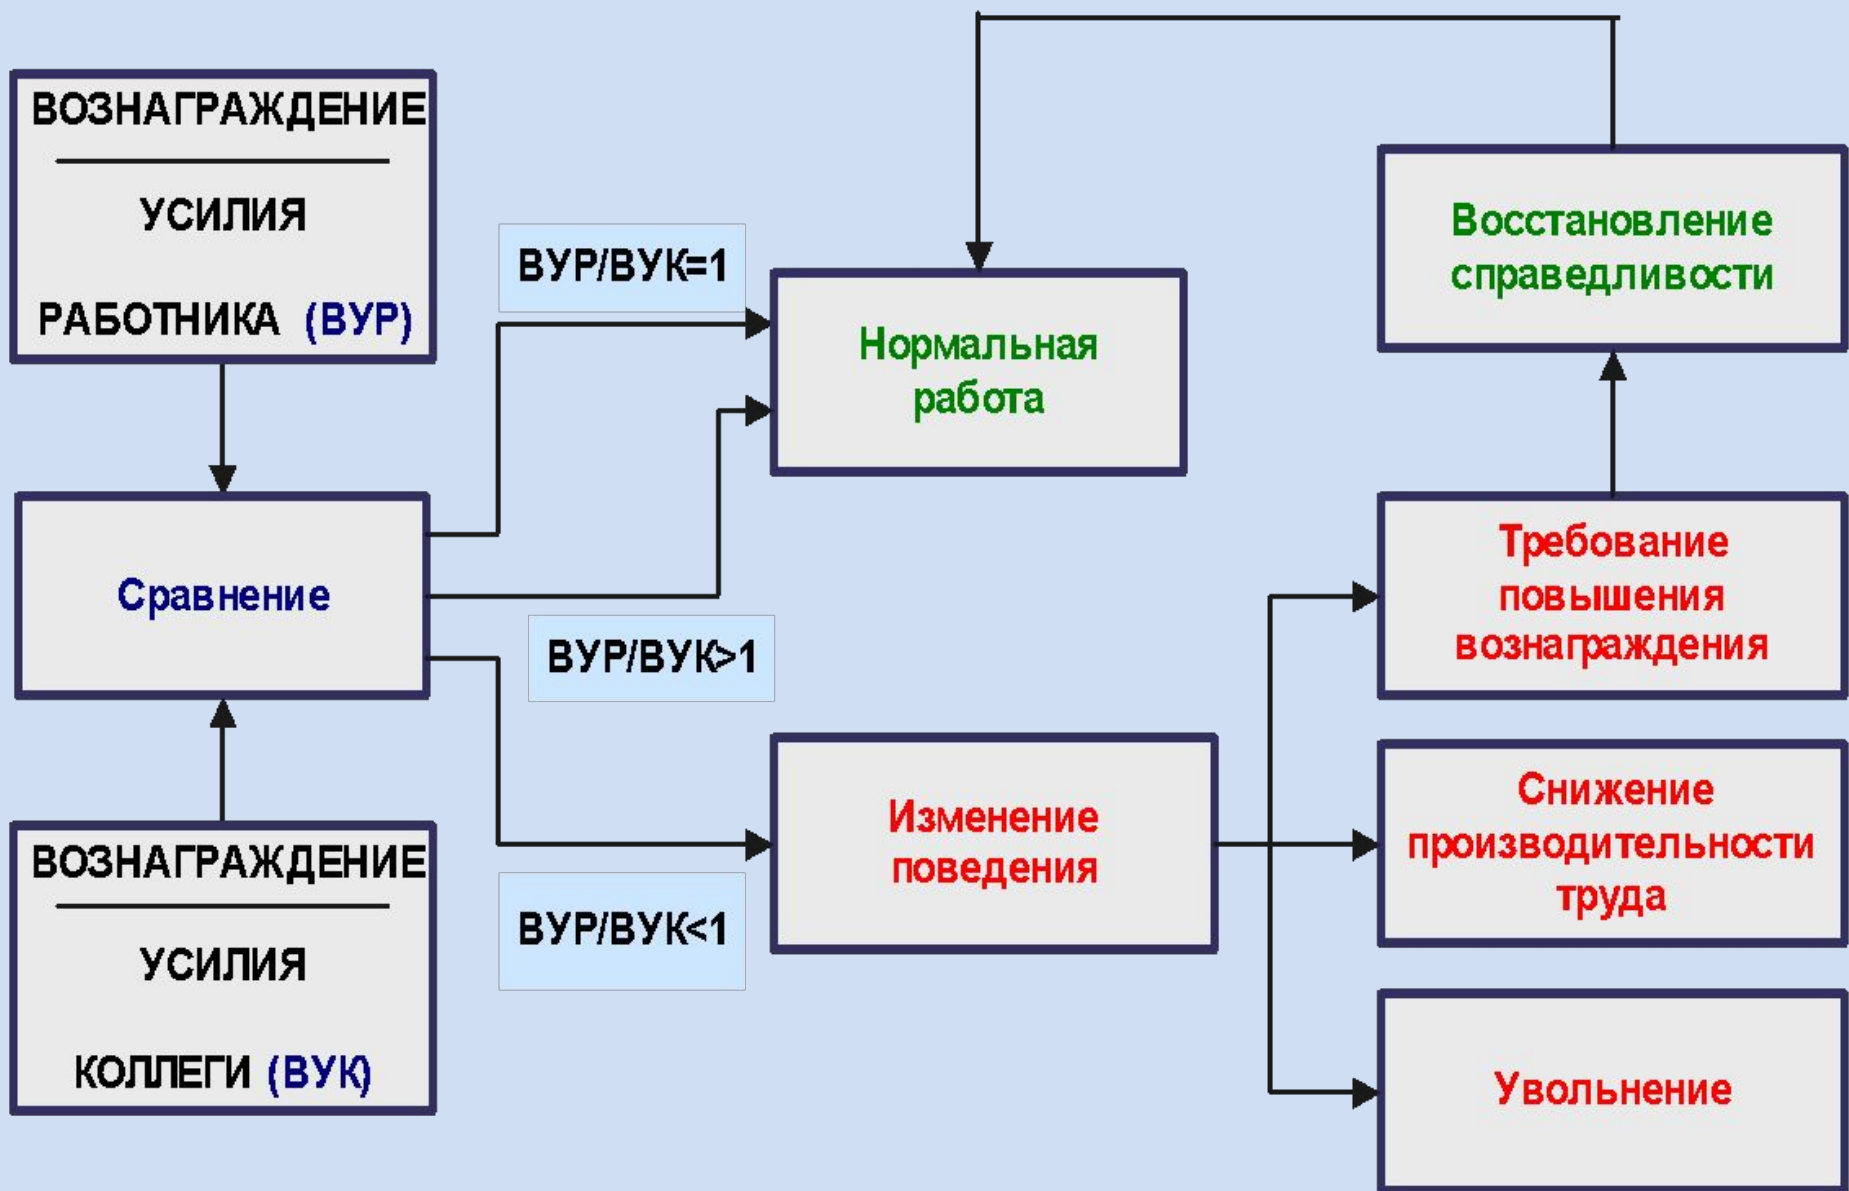 ВОЗНАГРАЖДЕНИЕ
УСИЛИЯ
РАБОТНИКА (ВУР)
Сравнение
ВОЗНАГРАЖДЕНИЕ
УСИЛИЯ
КОЛЛЕГИ (ВУК)
ВУР/ВУК=1
ВУР/ВУК>1
ВУР/ВУК<1
Нормальная
работа
Изменение
поведения
Восстановление
справедливости
Требование
повышения
вознаграждения
Снижение
производительности
труда
Увольнение